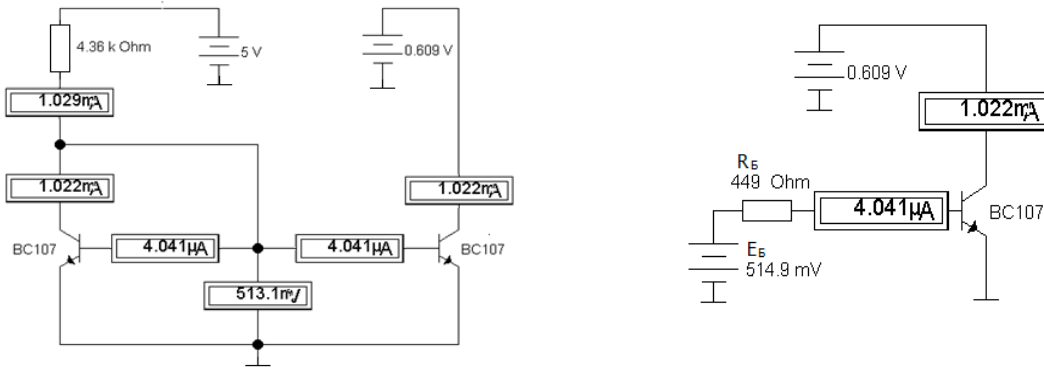 4.36 k Ohm
5 V
0.609 V
1.029mA
1.022mA
1.022mA
BC107
4.041µA
4.041µA
BC107
513.1mV
0.609 V
1.022mA
RБ
449 Ohm
4.041µA
BC107
EБ
514.9 mV